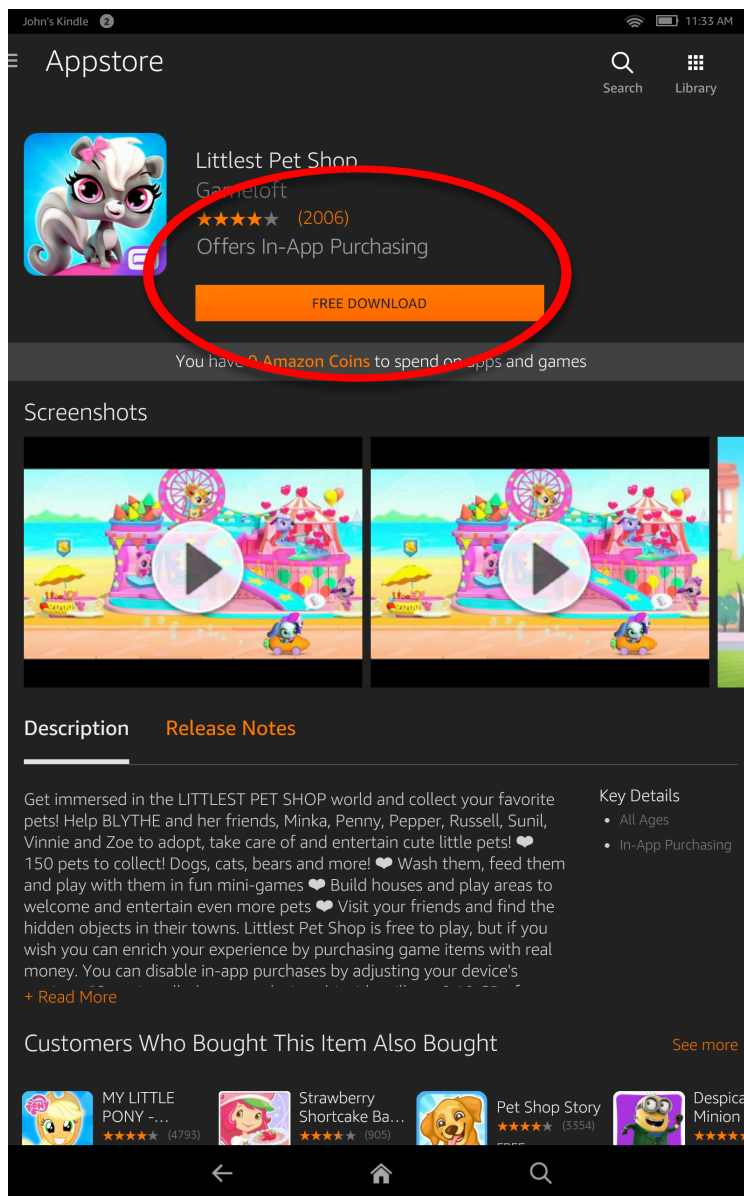 John's Kindle 2 11:33 AM
Appstore
Search Library
Littlest Pet Shop
Gameloft
(2006)
Offers In-App Purchasing
FREE DOWNLOAD
You have 0 Amazon Coins to spend on apps and games
Screenshots
Description Release Notes
Get immersed in the LITTLEST PET SHOP world and collect your favorite
pets! Help BLYTHE and her friends, Minka, Penny, Pepper, Russell, Sunil,
Vinnie and Zoe to adopt, take care of and entertain cute little pets! ❤
150 pets to collect! Dogs, cats, bears and more! ❤ Wash them, feed them
and play with them in fun mini-games ❤ Build houses and play areas to
welcome and entertain even more pets ❤ Visit your friends and find the
hidden objects in their towns. Littlest Pet Shop is free to play, but if you
wish you can enrich your experience by purchasing game items with real
money. You can disable in-app purchases by adjusting your device's
+ Read More
Key Details
• All Ages
• In-App Purchasing
Customers Who Bought This Item Also Bought See more
MY LITTLE
PONY -...
(4793)
Strawberry
Shortcake Ba...
(905)
Pet Shop Story
(3354)
FREE
Despica
Minion